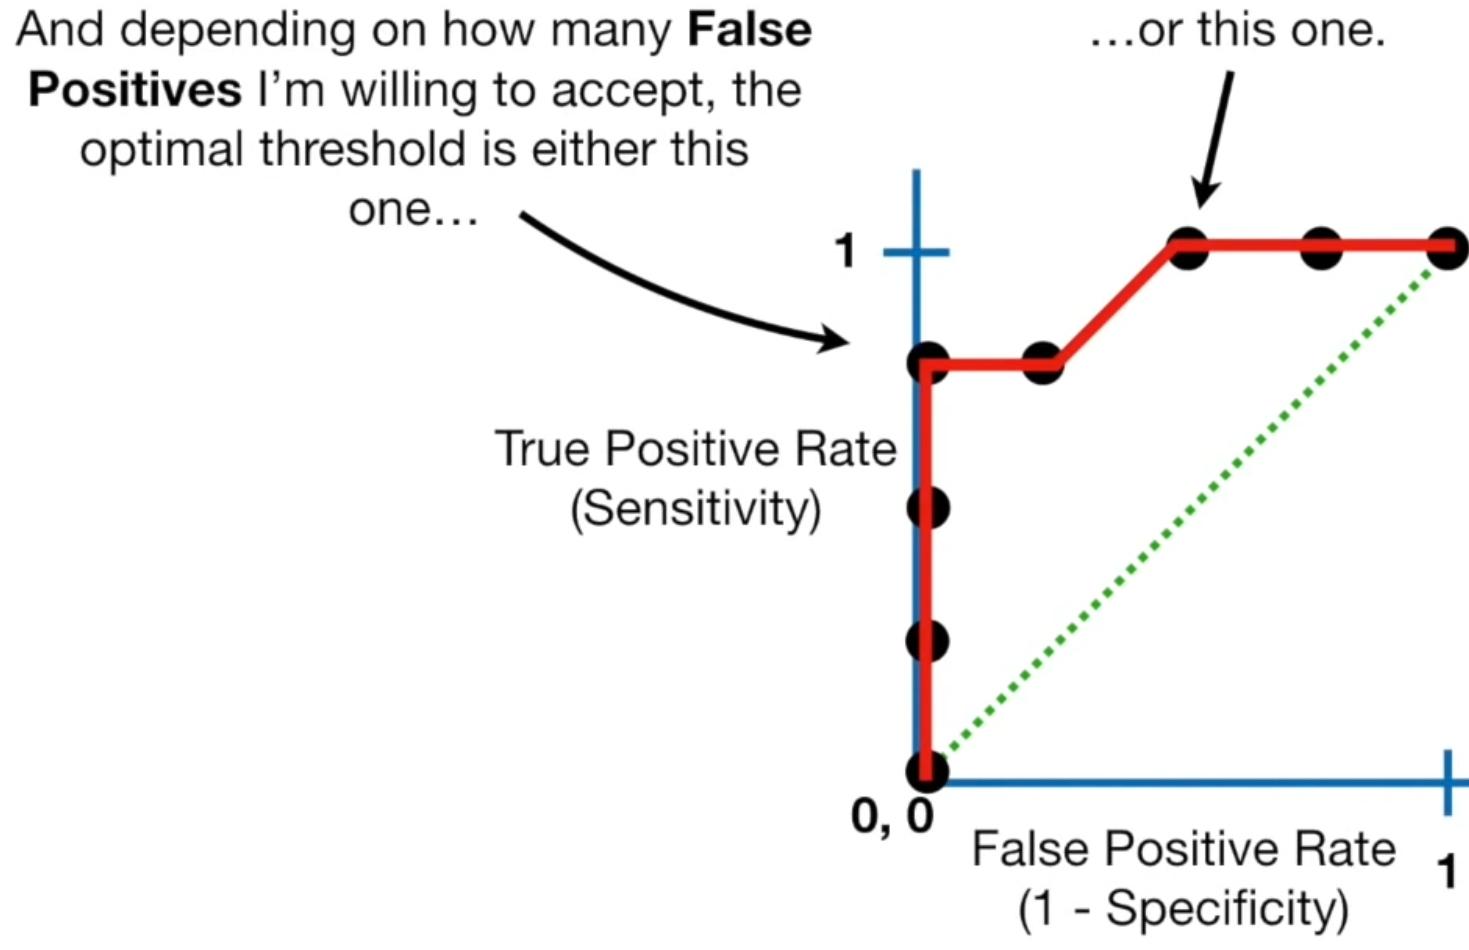 And depending on how many False
Positives I'm willing to accept, the
optimal threshold is either this
one…
…or this one.
1
True Positive Rate
(Sensitivity)
0, 0
False Positive Rate
(1 - Specificity)
1